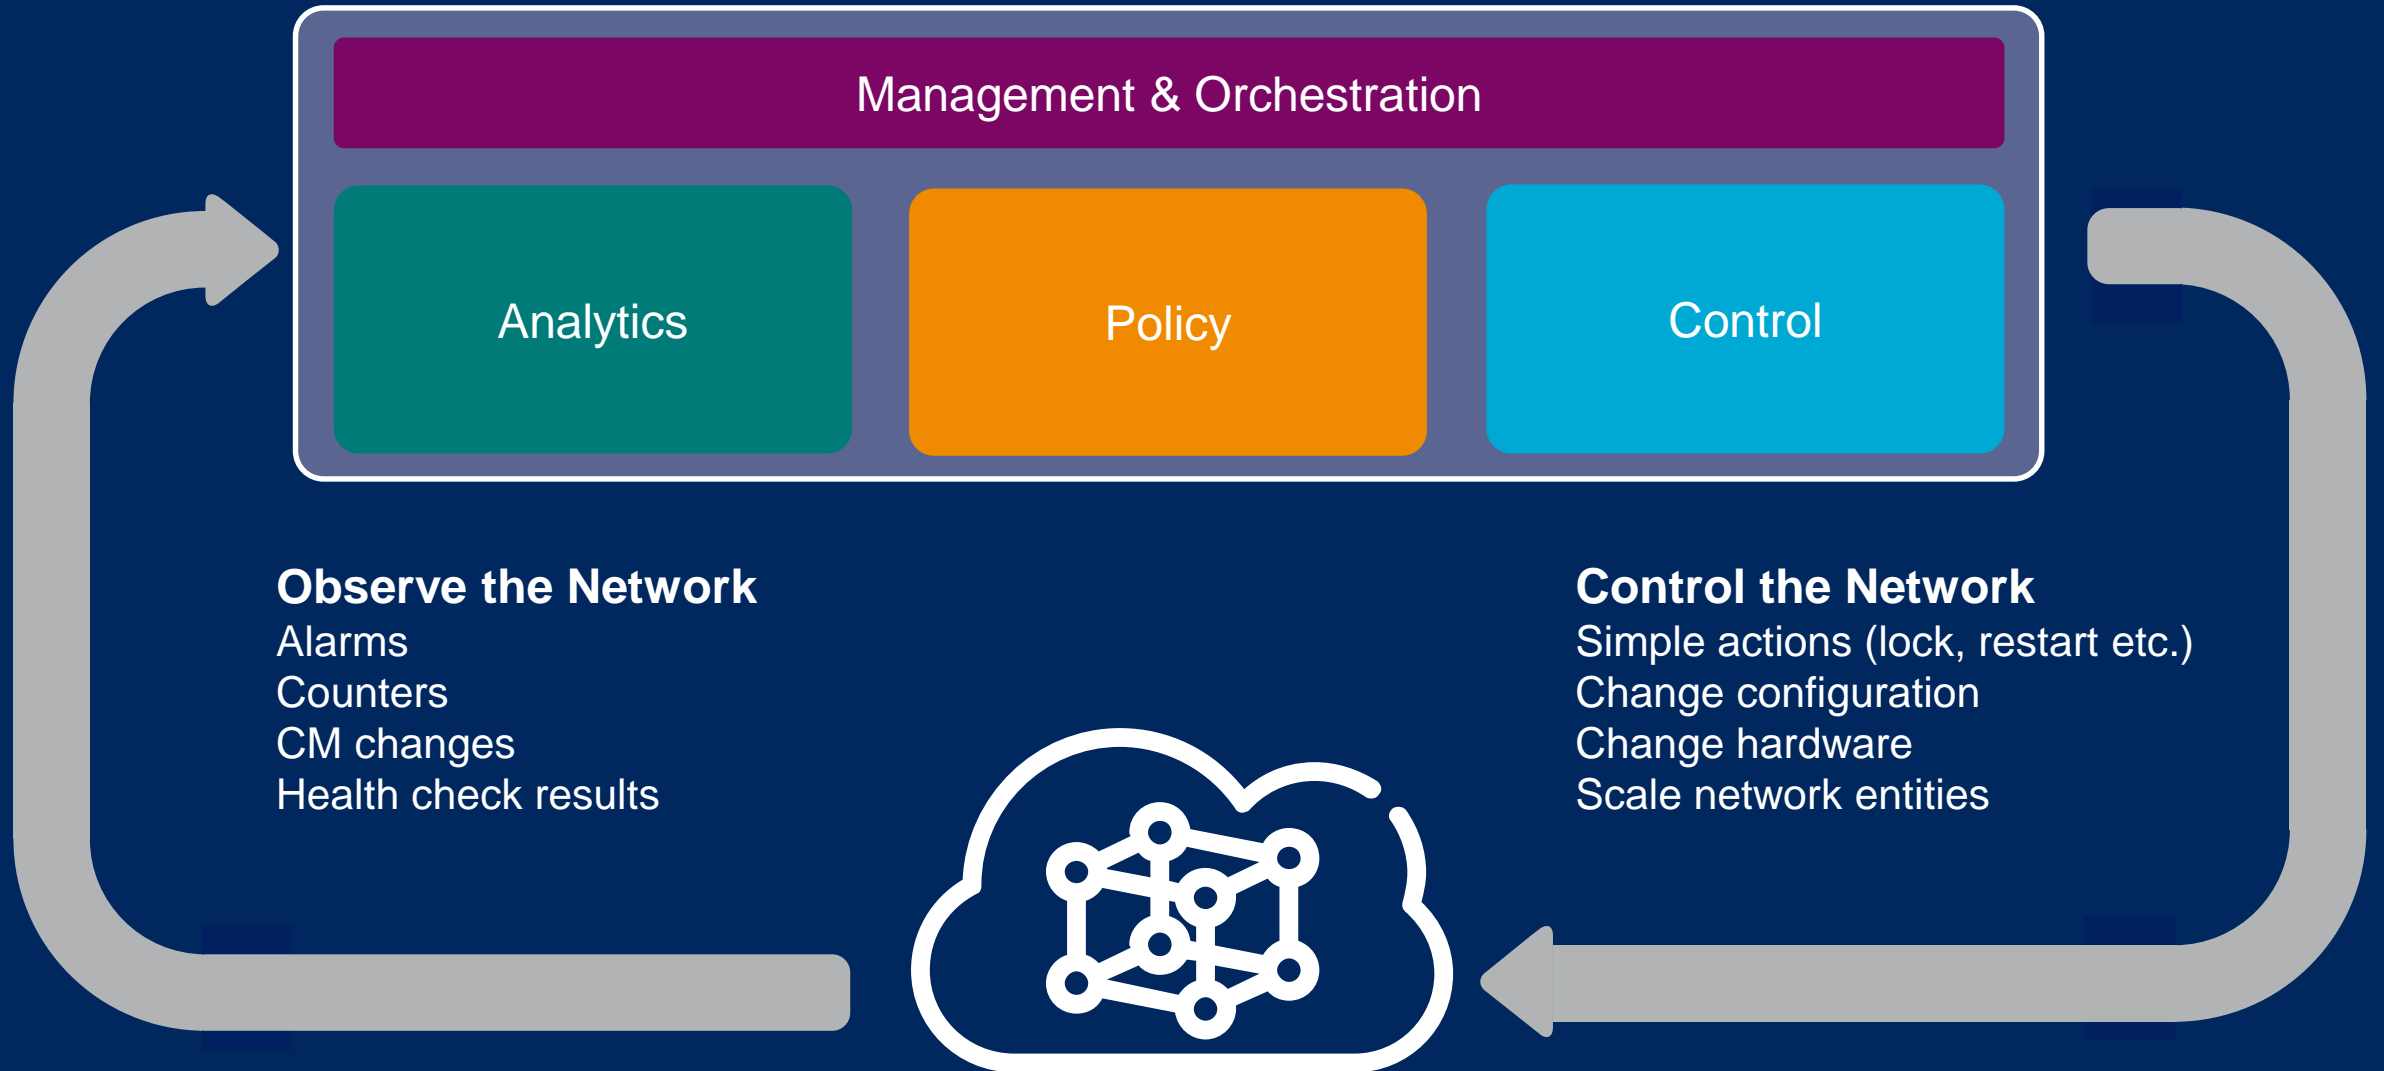 Management & Orchestration
Analytics
Policy
Control
Observe the Network
Alarms
Counters
CM changes
Health check results
Control the Network
Simple actions (lock, restart etc.)
Change configuration
Change hardware
Scale network entities